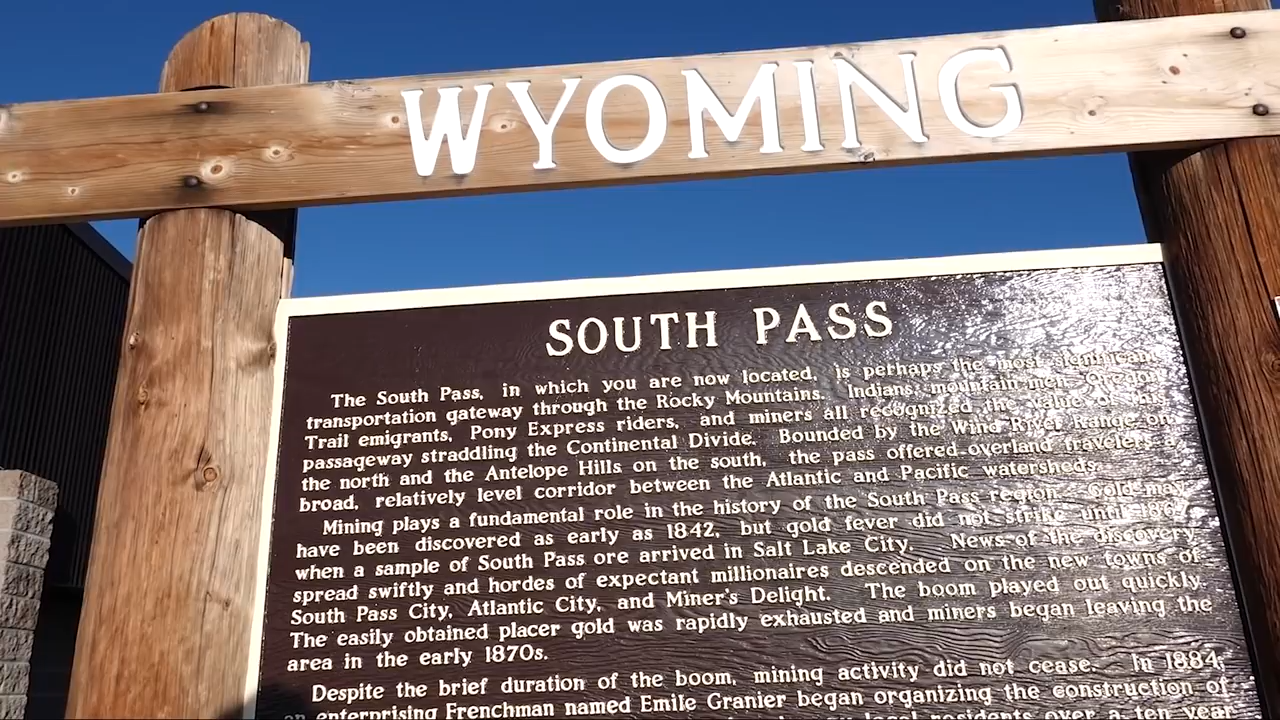 WYOMING
SOUTH PASS
The South Pass, in which you are now located, is perhaps the most significant
transportation gateway through the Rocky Mountains. Indians, mountain men, Oregon
Trail emigrants, Pony Express riders, and miners all recognized the value of this
passageway straddling the Continental Divide. Bounded by the Wind River Range on
the north and the Antelope Hills on the south, the pass offered overland travelers a
broad, relatively level corridor between the Atlantic and Pacific watersheds.
Mining plays a fundamental role in the history of the South Pass region. Gold may
have been discovered as early as 1842, but gold fever did not strike until
when a sample of South Pass ore arrived in Salt Lake City. News of the discovery
spread swiftly and hordes of expectant millionaires descended on the new towns of
South Pass City, Atlantic City, and Miner's Delight. The boom played out quickly.
The easily obtained placer gold was rapidly exhausted and miners began leaving the
area in the early 1870s.
Despite the brief duration of the boom, mining activity did not cease. In 1884,
an enterprising Frenchman named Emile Granier began organizing the construction of
local residents over a ten year